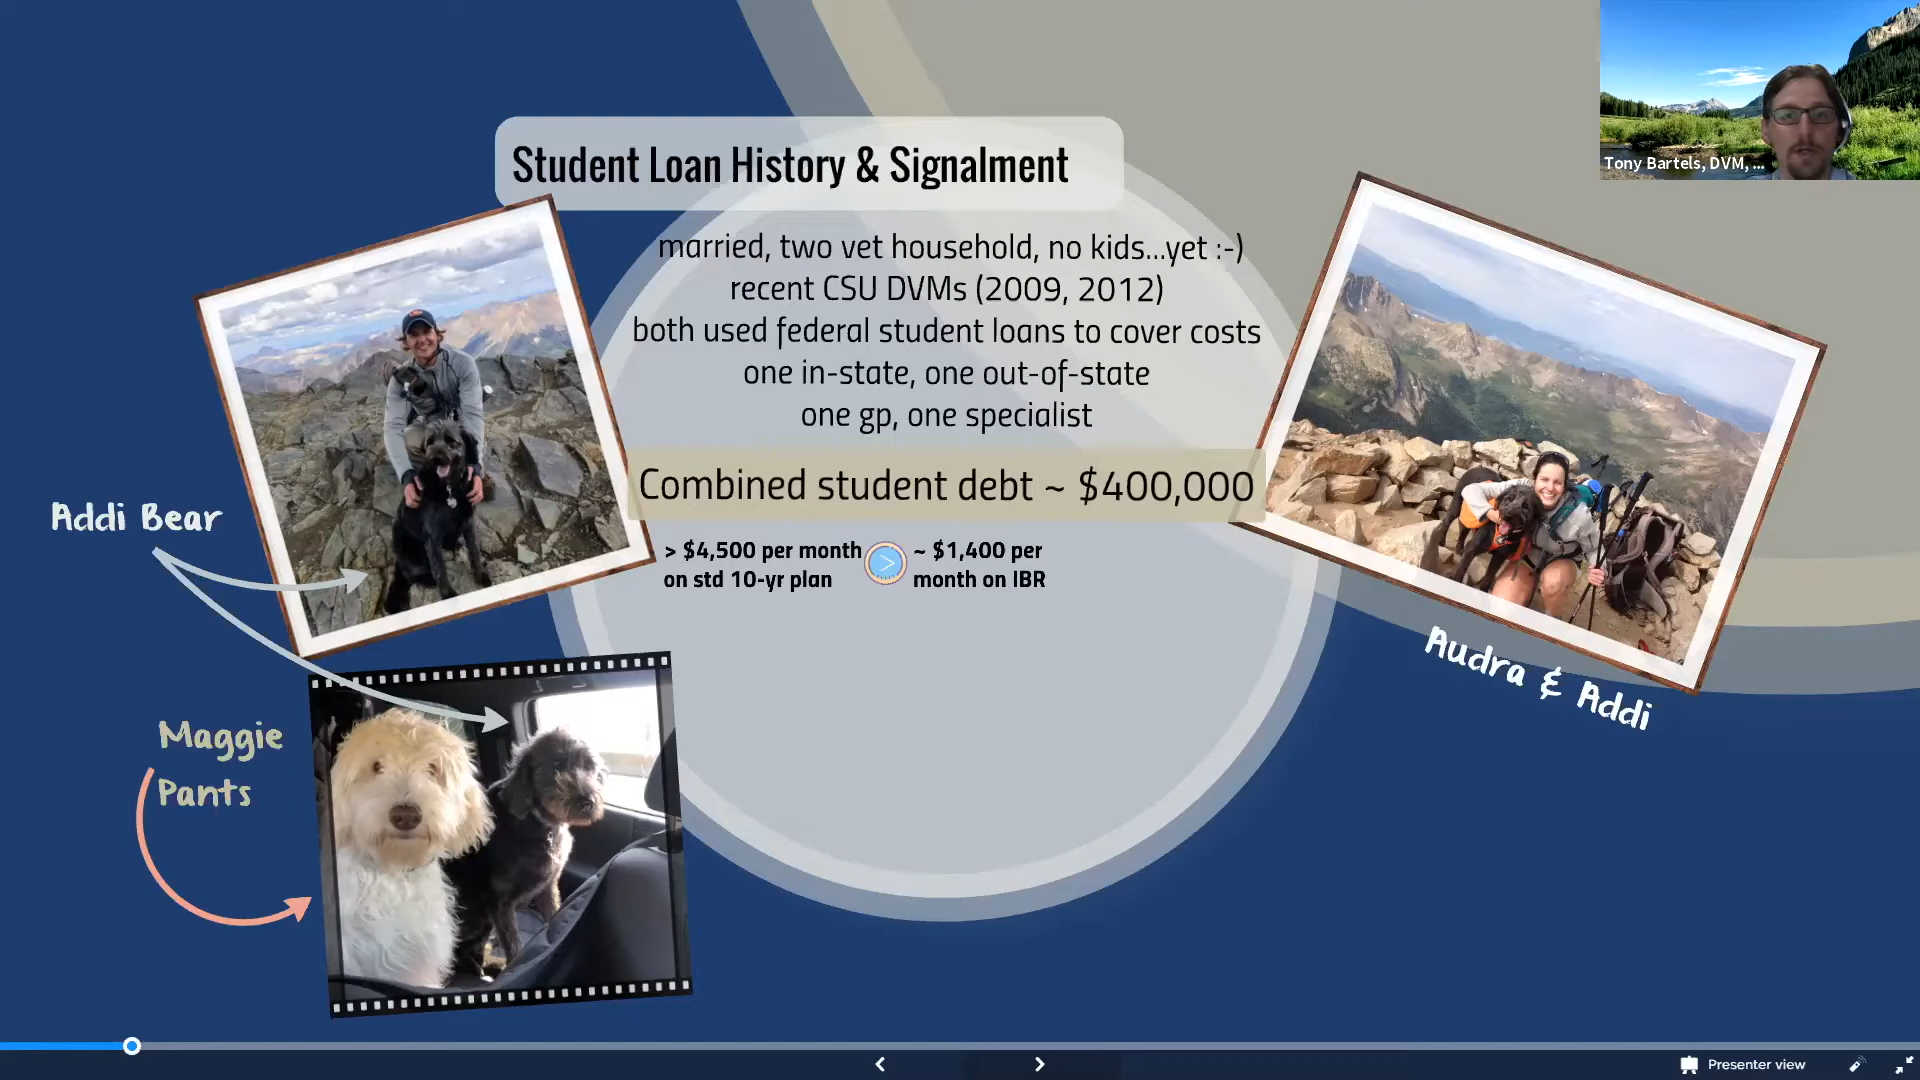 Tony Bartels, DVM, ...
Student Loan History & Signalment
married, two vet household, no kids...yet :-)
recent CSU DVMs (2009, 2012)
both used federal student loans to cover costs
one in-state, one out-of-state
one gp, one specialist
Combined student debt ~ $400,000
> $4,500 per month
on std 10-yr plan
>
~ $1,400 per
month on IBR
Addi Bear
Audra & Addi
Maggie
Pants
Presenter view